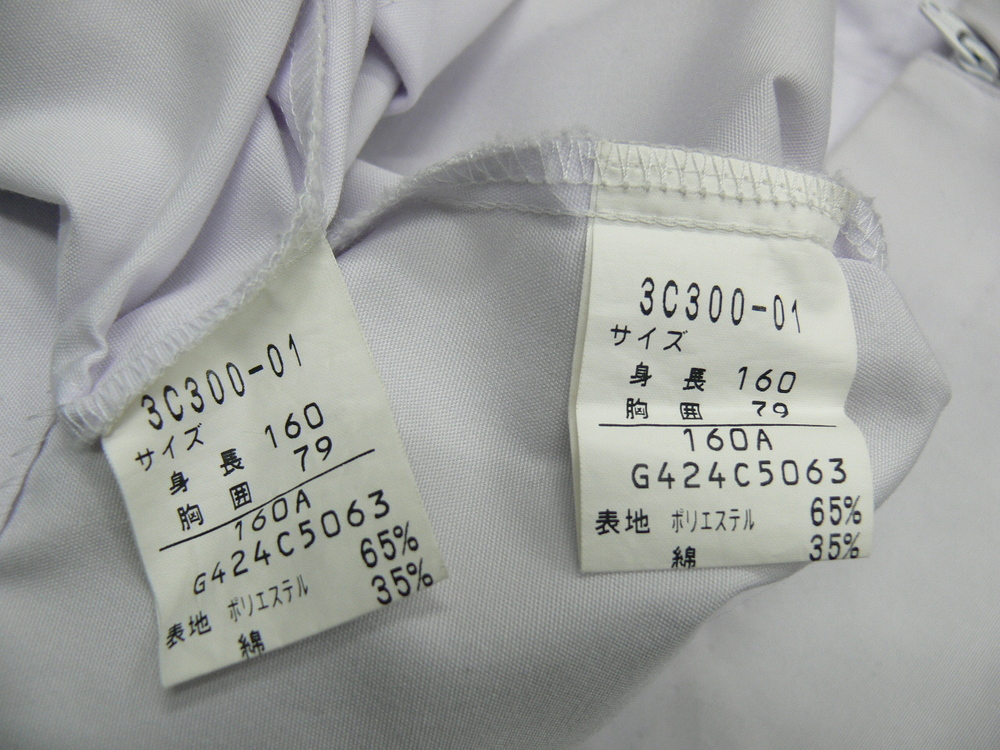 3C300-01
サイズ
身長 160
胸囲 79
160A
G424C5063
表地 ポリエステル 65%
綿 35%
3C300-01
サイズ
身長 160
胸囲 79
160A
G424C5063
表地 ポリエステル 65%
綿 35%